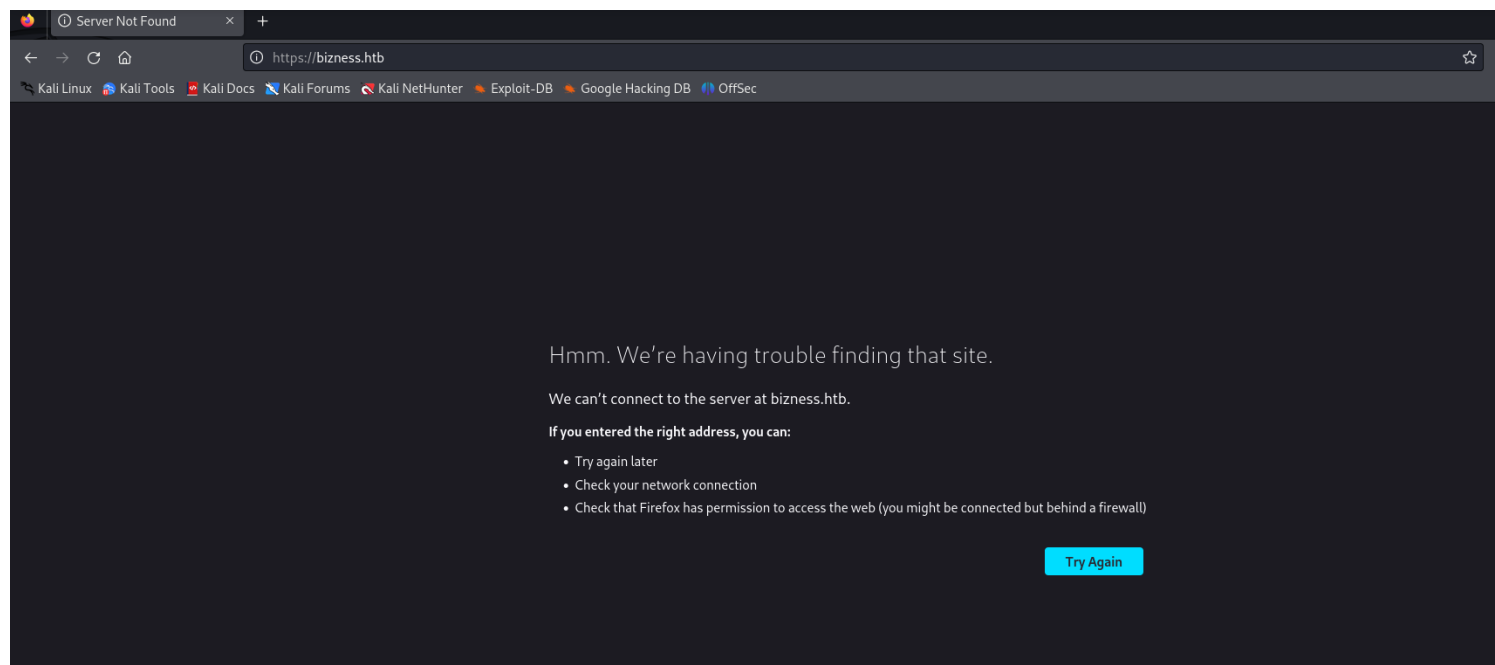 Server Not Found
https://bizness.htb
Kali Linux Kali Tools Kali Docs Kali Forums Kali NetHunter Exploit-DB Google Hacking DB OffSec
Hmm. We’re having trouble finding that site.
We can’t connect to the server at bizness.htb.
If you entered the right address, you can:
• Try again later
• Check your network connection
• Check that Firefox has permission to access the web (you might be connected but behind a firewall)
Try Again